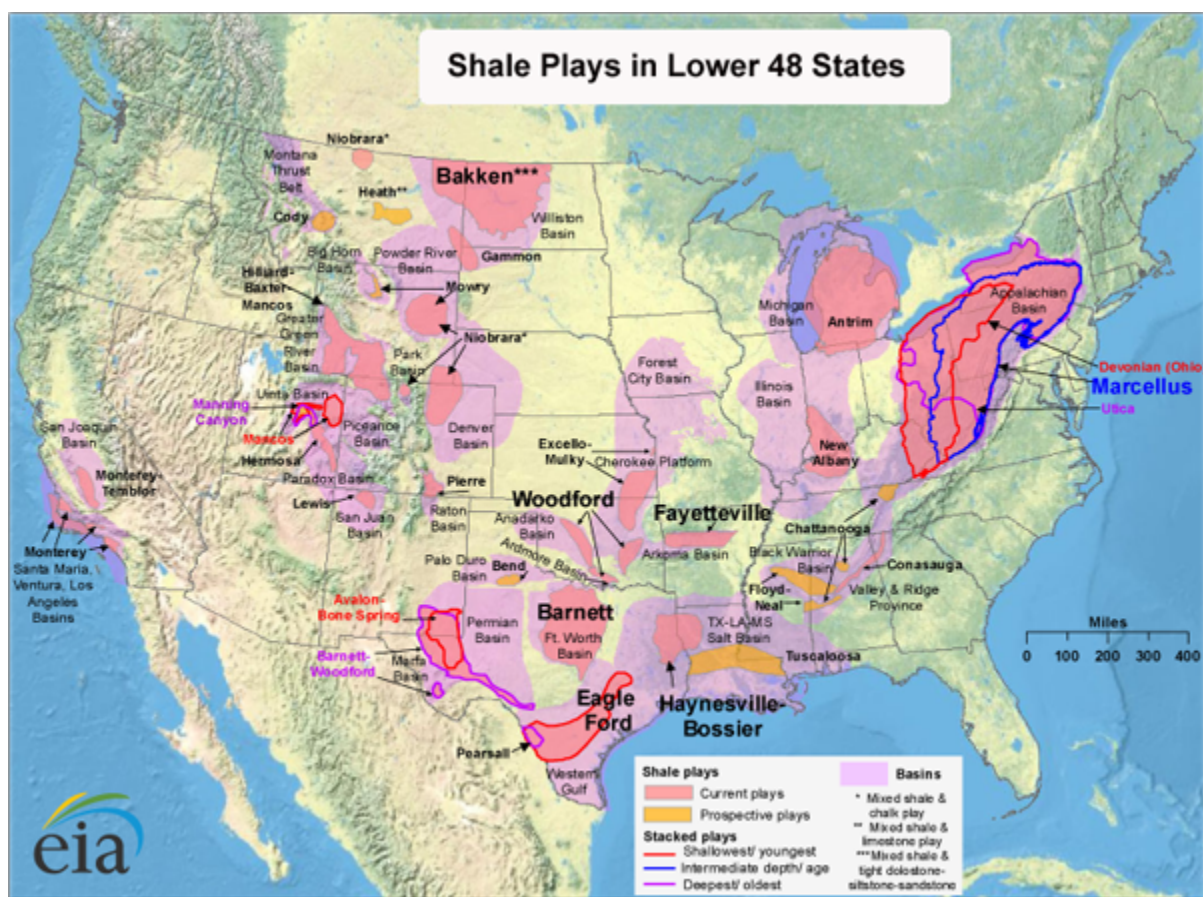 Shale Plays in Lower 48 States
Niobrara*
Montana
Thrust
Belt
Bakken***
Heath**
Cody
Williston
Basin
Big Horn
Basin
Powder River
Basin
Gammon
Hilliard-
Baxter-
Mancos
Mowry
Greater
Green
River
Basin
Niobrara*
Park
Basin
Michigan
Basin
Antrim
Appalachian
Basin
Devonian (Ohio
Marcellus
Utica
Forest
City Basin
Illinois
Basin
Uinta Basin
Manning
Canyon
Mancos
Piceance
Basin
Denver
Basin
San Joaquin
Basin
Hermosa
Excello-
Mulky
Cherokee Platform
New
Albany
Monterey-
Temblor
Paradox Basin
Lewis
Pierre
San Juan
Basin
Raton
Basin
Woodford
Anadarko
Basin
Fayetteville
Chattanooga
Monterey
Santa Maria,
Ventura, Los
Angeles
Basins
Palo Duro
Basin
Bend
Ardmore Basin
Arkoma Basin
Black Warrior
Basin
Conasauga
Floyd-
Neal
Valley & Ridge
Province
Avalon-
Bone Spring
Permian
Basin
Barnett
Ft. Worth
Basin
TX-LA-MS
Salt Basin
Tuscaloosa
Barnett-
Woodford
Marfa
Basin
Eagle
Ford
Haynesville-
Bossier
Pearsall
Western
Gulf
Miles
0 100 200 300 400
Shale plays
Current plays
Prospective plays
Stacked plays
Shallowest/ youngest
Intermediate depth/ age
Deepest/ oldest
Basins
* Mixed shale &
chalk play
** Mixed shale &
limestone play
***Mixed shale &
tight dolostone-
siltstone-sandstone
eia